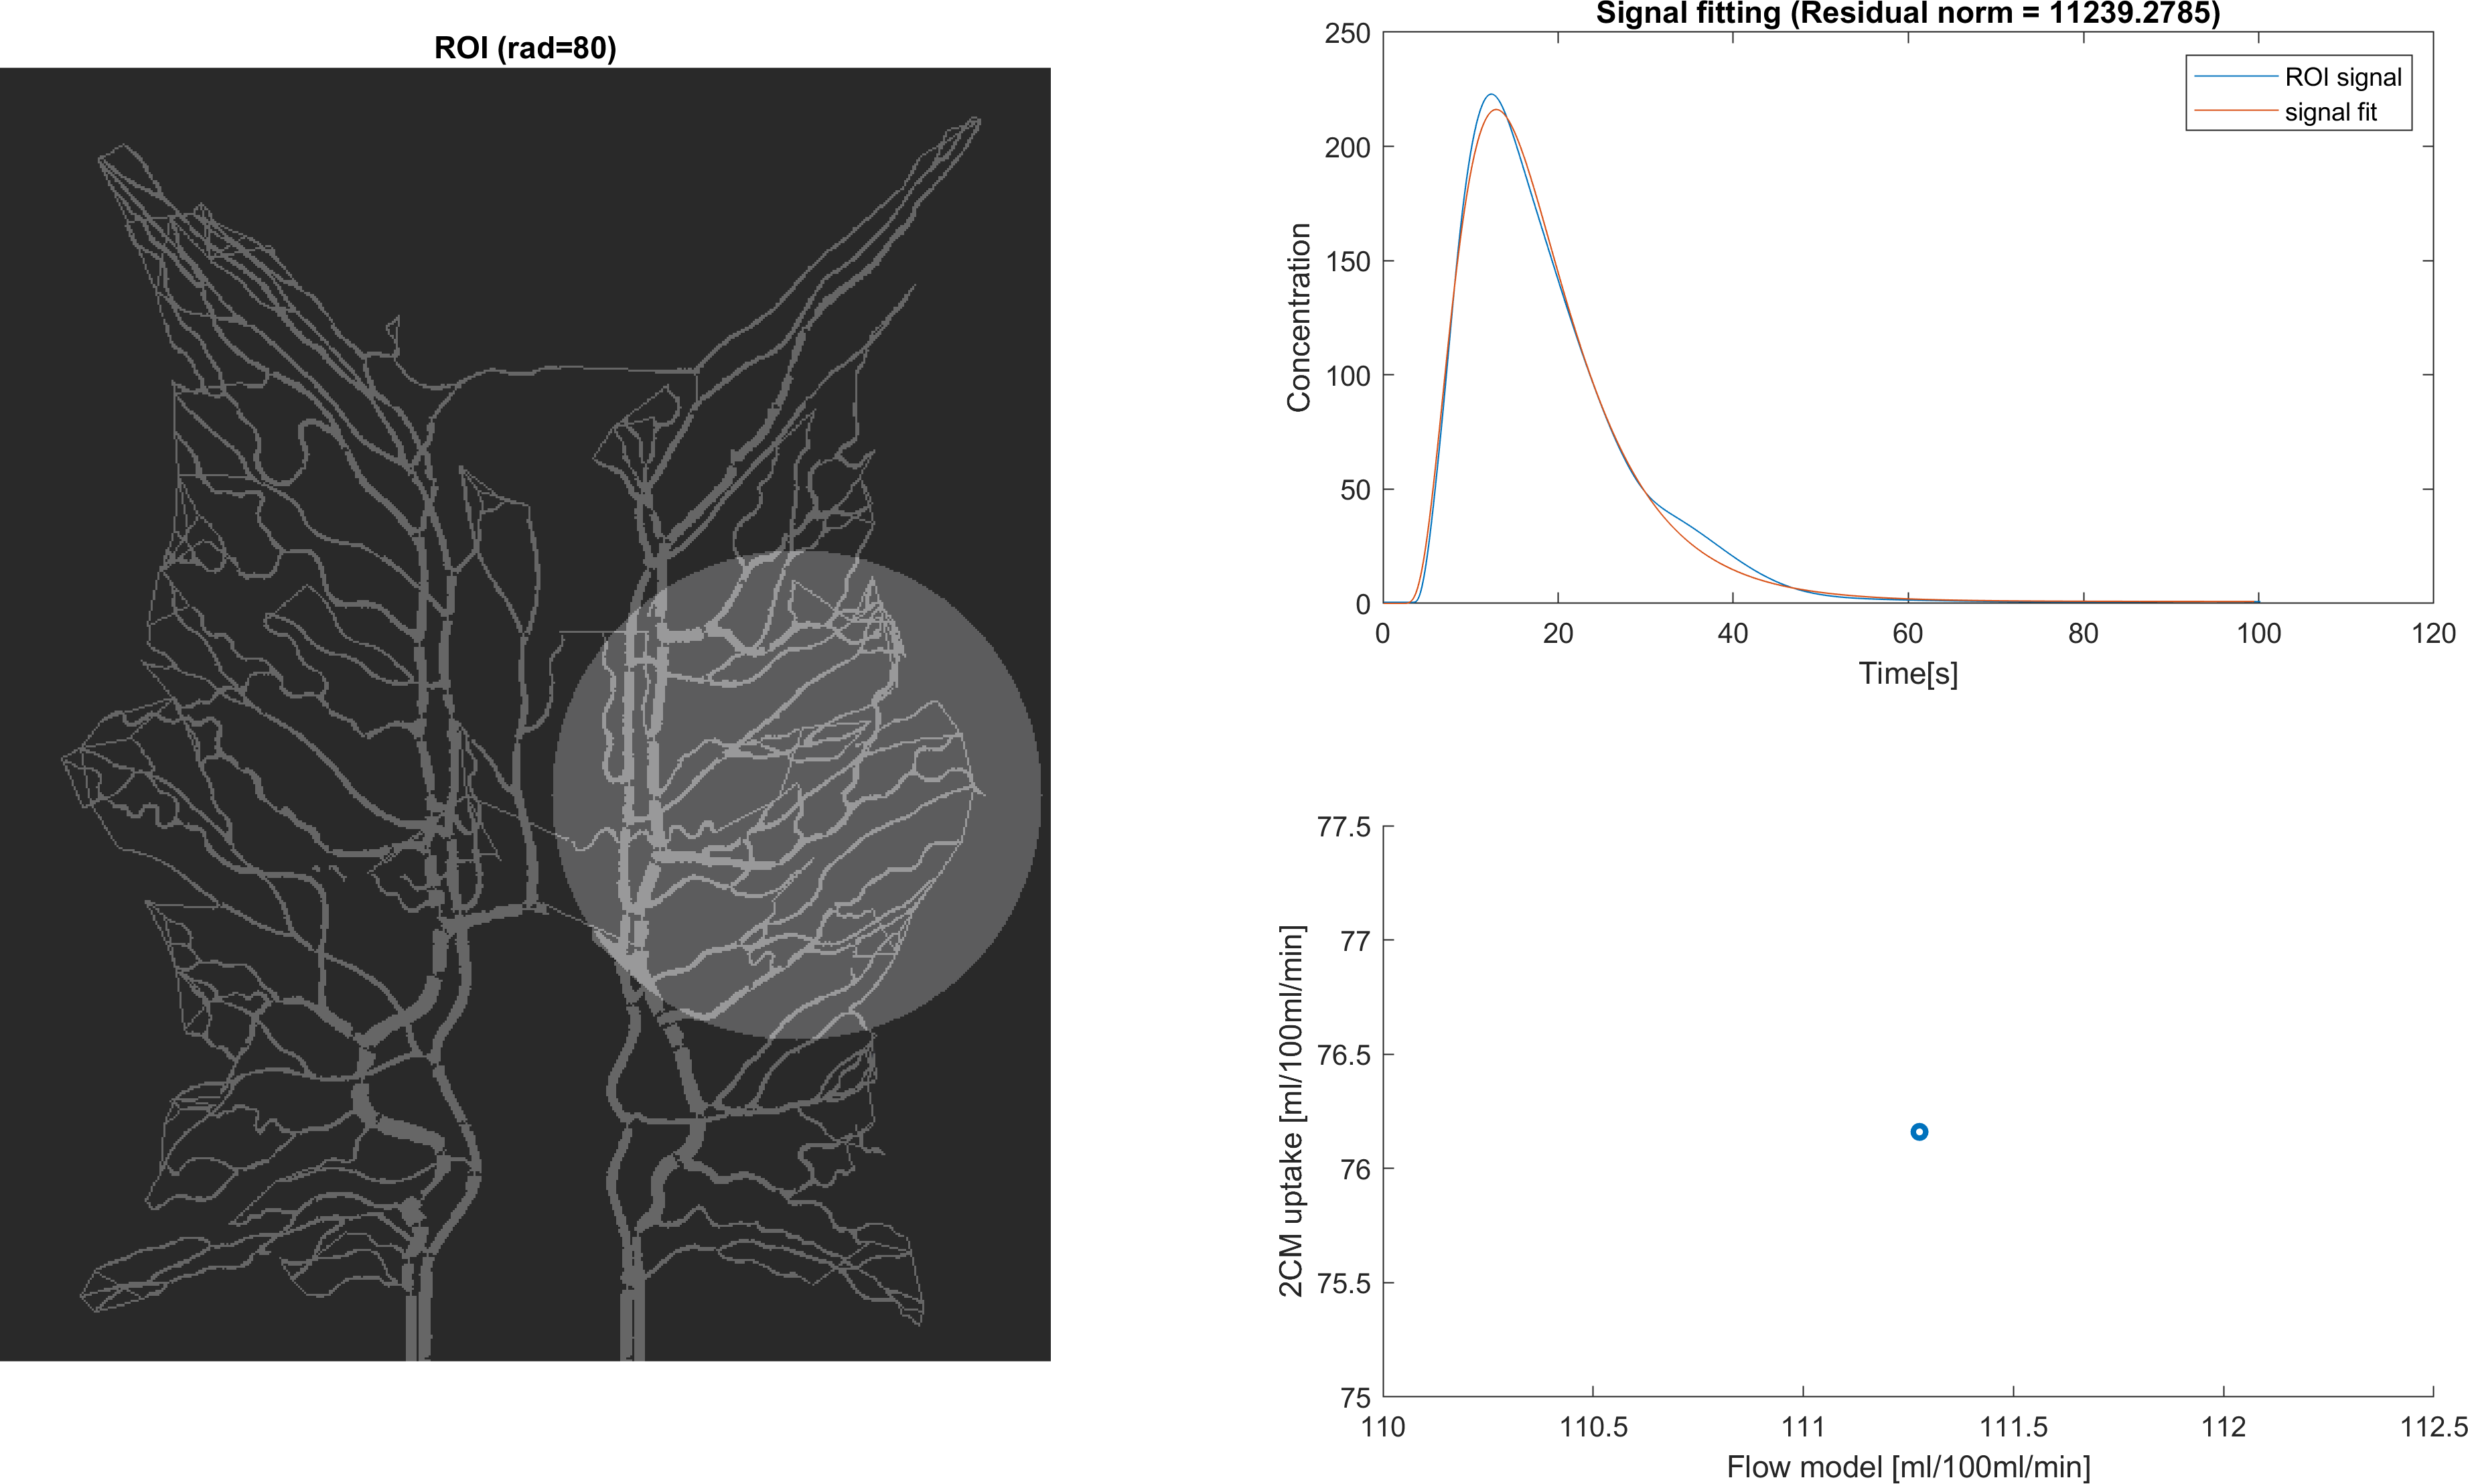 ROI (rad=80)
Signal fitting (Residual norm = 11239.2785)
250
200
150
100
50
0
Concentration
ROI signal
signal fit
0 20 40 60 80 100 120
Time[s]
77.5
77
76.5
76
75.5
75
2CM uptake [ml/100ml/min]
110 110.5 111 111.5 112 112.5
Flow model [ml/100ml/min]